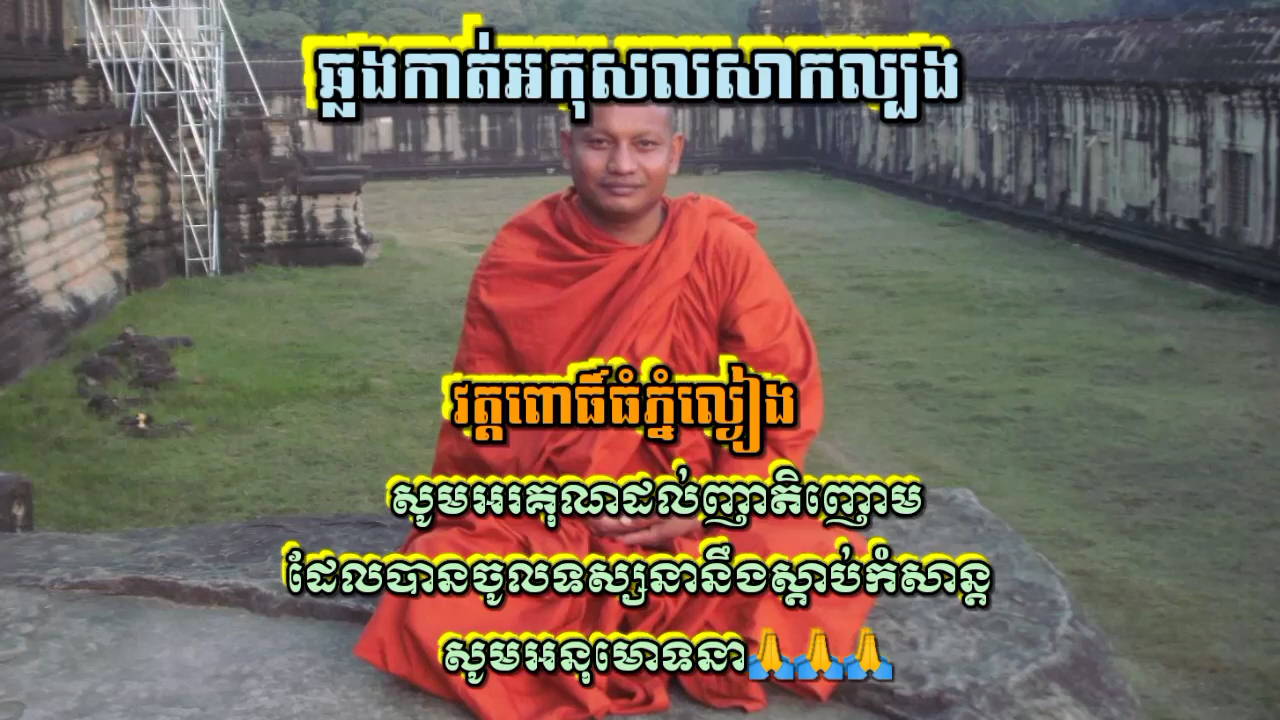 ឆ្លងកាត់អកុសលសាកល្បង
វត្តពោធិ៍ធំភ្នំល្ងៀង
សូមអរគុណដល់ញាតិញោម
ដែលបានចូលទស្សនានឹងស្តាប់កំសាន្ត
សូមអនុមោទនា🙏🙏🙏